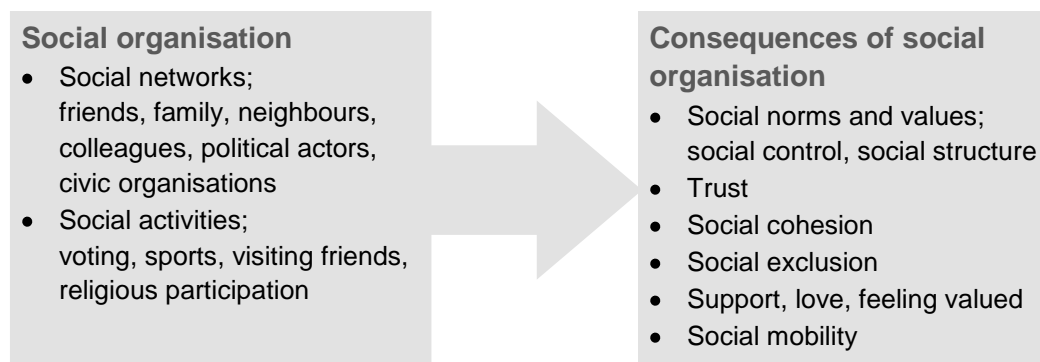 Social organisation
• Social networks;
friends, family, neighbours,
colleagues, political actors,
civic organisations
• Social activities;
voting, sports, visiting friends,
religious participation
Consequences of social
organisation
• Social norms and values;
social control, social structure
• Trust
• Social cohesion
• Social exclusion
• Support, love, feeling valued
• Social mobility